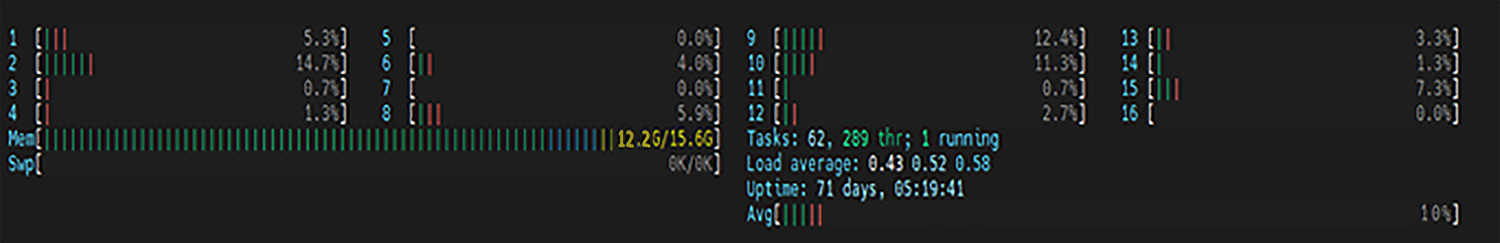 1 [||| 5.3%] 5 [ 0.0%] 9 [||||| 12.4%] 13 [|| 3.3%]
2 [|||||| 14.7%] 6 [|| 4.0%] 10 [|||| 11.3%] 14 [| 1.3%]
3 [| 0.7%] 7 [ 0.0%] 11 [| 0.7%] 15 [||| 7.3%]
4 [| 1.3%] 8 [||| 5.9%] 12 [|| 2.7%] 16 [ 0.0%]
Mem[ 12.2G/15.6G] Tasks: 62, 289 thr; 1 running
Swp[ 0K/0K] Load average: 0.43 0.52 0.58
Uptime: 71 days, 05:19:41
Avg[||||| 10%]